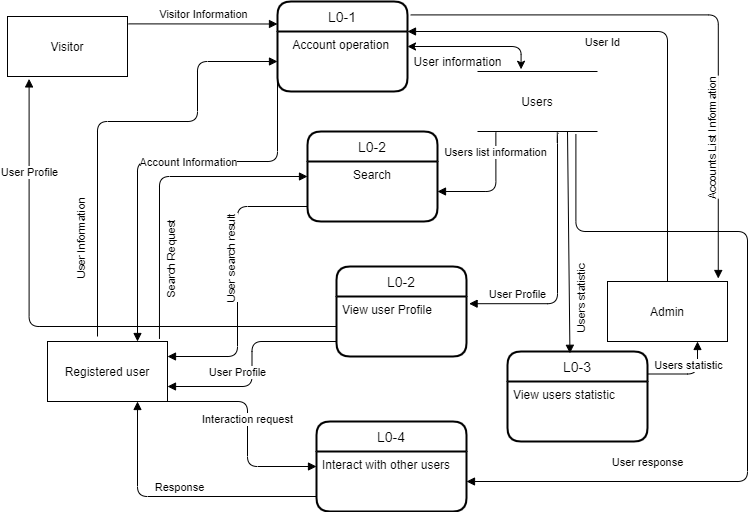 Visitor Information
L0-1
Visitor
Account operation
User Id
User information
Users
Accounts List Information
L0-2
Users list information
Account Information
Search
User Profile
User Information
Search Request
User search result
L0-2
View user Profile
User Profile
Users statistic
Admin
Registered user
User Profile
L0-3
Users statistic
View users statistic
Interaction request
L0-4
Interact with other users
User response
Response